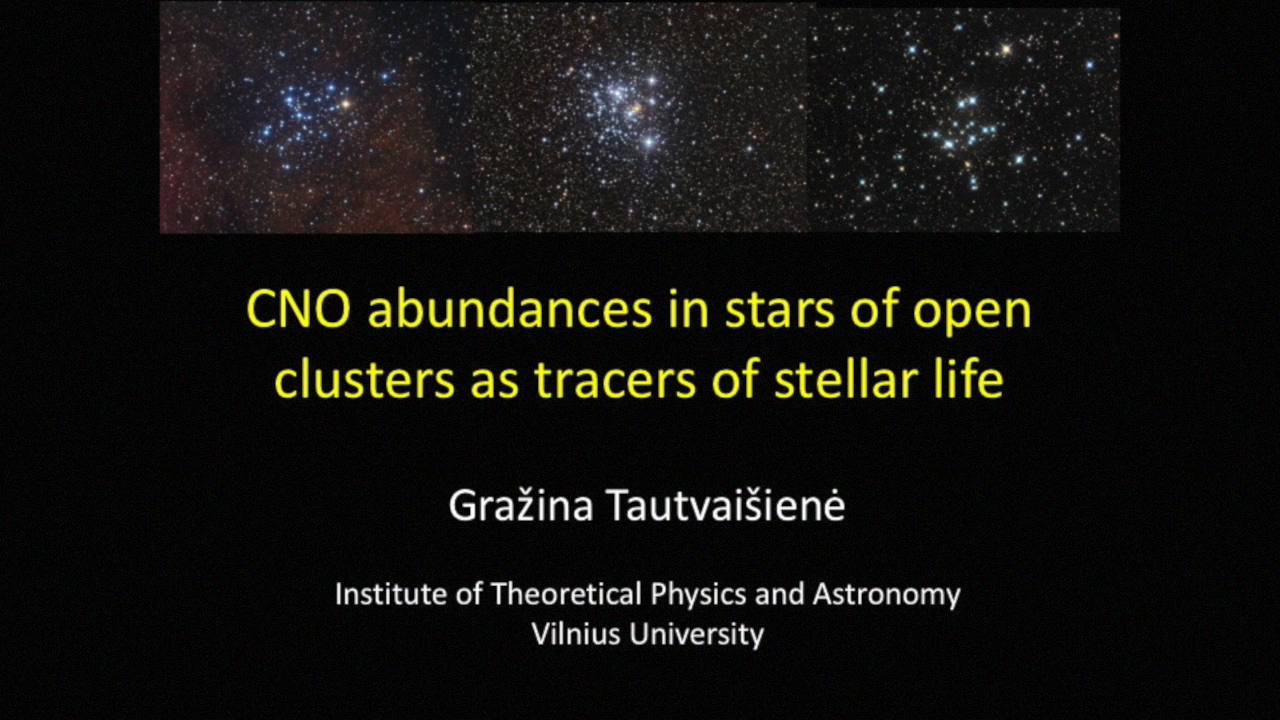 CNO abundances in stars of open
clusters as tracers of stellar life
Gražina Tautvaišienė
Institute of Theoretical Physics and Astronomy
Vilnius University